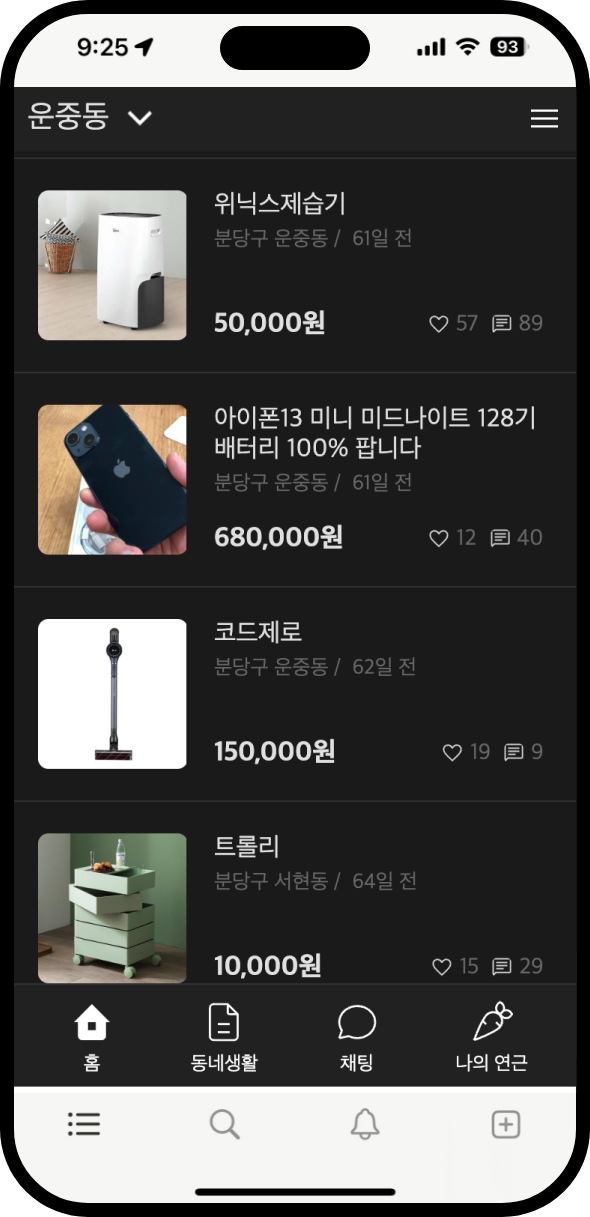 9:25
93
운중동
위닉스제습기
분당구 운중동 / 61일 전
50,000원
57
89
아이폰13 미니 미드나이트 128기
배터리 100% 팝니다
분당구 운중동 / 61일 전
680,000원
12
40
코드제로
분당구 운중동 / 62일 전
150,000원
19
9
트롤리
분당구 서현동 / 64일 전
10,000원
15
29
홈
동네생활
채팅
나의 연근